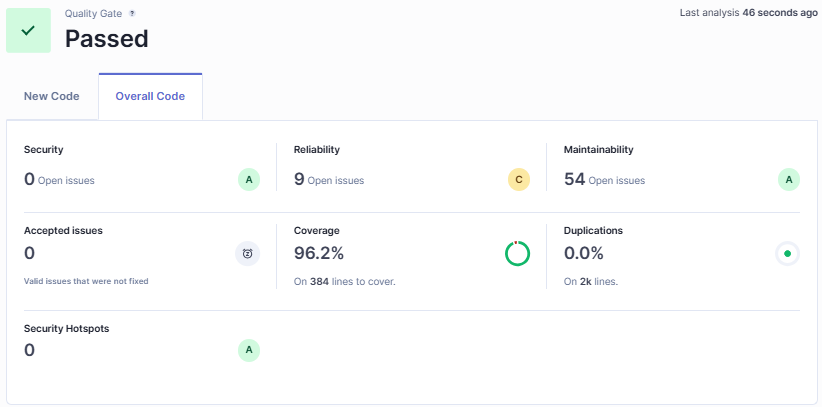 Quality Gate ?
Last analysis 46 seconds ago
Passed
New Code
Overall Code
Security
Reliability
Maintainability
0 Open issues A
9 Open issues C
54 Open issues A
Accepted issues
Coverage
Duplications
0
96.2%
0.0%
Valid issues that were not fixed
On 384 lines to cover.
On 2k lines.
Security Hotspots
0 A